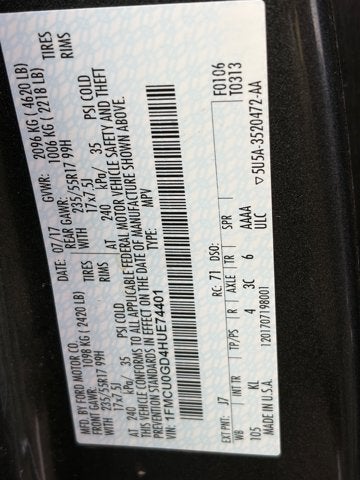 MFD. BY FORD MOTOR CO.
DATE: 07/17 GVWR: 2096 KG ( 4620 LB)
FRONT GAWR: 1098 KG ( 2420 LB) REAR GAWR: 1006 KG ( 2218 LB)
WITH 235/55R17 99H TIRES WITH 235/55R17 99H TIRES
17x7.5J RIMS 17x7.5J RIMS
AT 240 kPa/ 35 PSI COLD AT 240 kPa/ 35 PSI COLD
THIS VEHICLE CONFORMS TO ALL APPLICABLE FEDERAL MOTOR VEHICLE SAFETY AND THEFT
PREVENTION STANDARDS IN EFFECT ON THE DATE OF MANUFACTURE SHOWN ABOVE.
VIN: 1FMCU0GD4HUE74401
TYPE: MPV
F0106
T0313
EXT PNT: J7 RC: 71 DSO:
WB INT TR TP/PS R AXLE TR SPR
105 KL 4 3C 6 AAAA
ULC
▽5U5A-3520472-AA
MADE IN U.S.A. 1201707198001